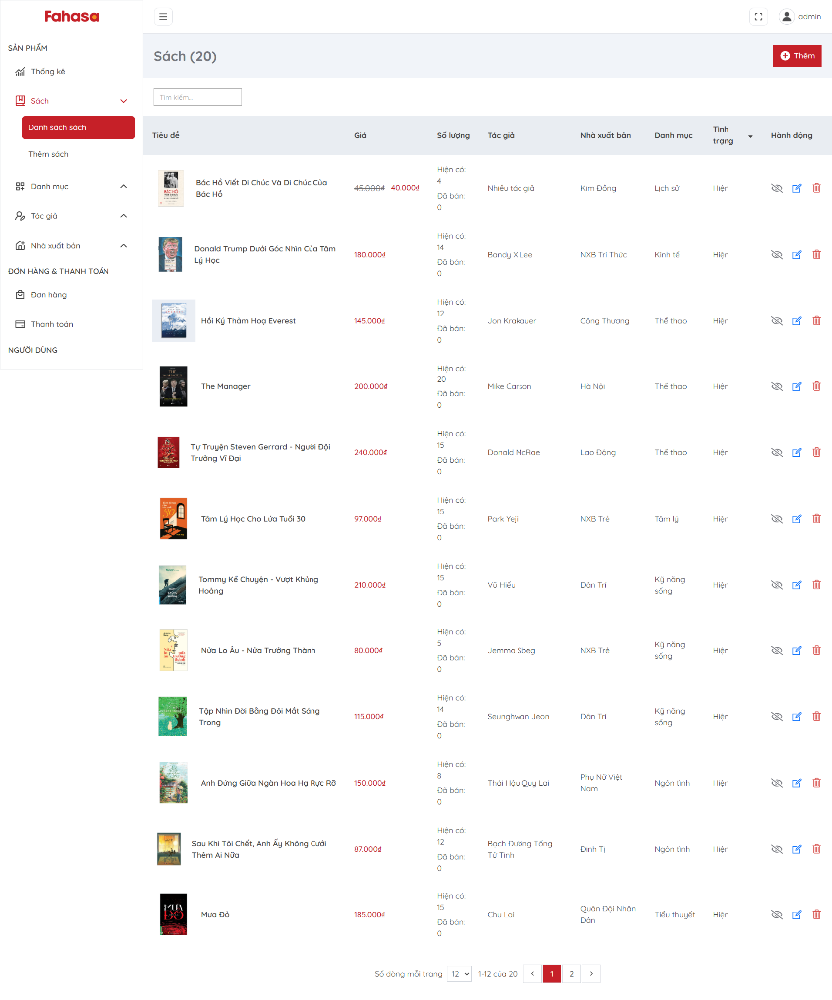 Fahasa
admin
SẢN PHẨM
Thống kê
Sách
Danh sách sách
Thêm sách
Danh mục
Tác giả
Nhà xuất bản
ĐƠN HÀNG & THANH TOÁN
Đơn hàng
Thanh toán
NGƯỜI DÙNG
Sách (20)
Thêm
Tìm kiếm...
Tiêu đề
Giá
Số lượng
Tác giả
Nhà xuất bản
Danh mục
Tình
trạng
Hành động
Bác Hồ Viết Di Chúc Và Di Chúc Của
Bác Hồ
45.000₫ 40.000₫
Hiện có:
4
Đã bán:
0
Nhiều tác giả
Kim Đồng
Lịch sử
Hiện
Donald Trump Dưới Góc Nhìn Của Tâm
Lý Học
180.000₫
Hiện có:
14
Đã bán:
0
Bandy X Lee
NXB Tri Thức
Kinh tế
Hiện
Hồi Ký Thảm Hoạ Everest
145.000₫
Hiện có:
12
Đã bán:
0
Jon Krakauer
Công Thương
Thể thao
Hiện
The Manager
200.000₫
Hiện có:
20
Đã bán:
0
Mike Carson
Hà Nội
Thể thao
Hiện
Tự Truyện Steven Gerrard - Người Đội
Trưởng Vĩ Đại
240.000₫
Hiện có:
15
Đã bán:
0
Donald McRae
Lao Động
Thể thao
Hiện
Tâm Lý Học Cho Lứa Tuổi 30
97.000₫
Hiện có:
15
Đã bán:
0
Park Yeji
NXB Trẻ
Tâm lý
Hiện
Tommy Kể Chuyện - Vượt Khủng
Hoảng
210.000₫
Hiện có:
15
Đã bán:
0
Vũ Hiếu
Dân Trí
Kỹ năng
sống
Hiện
Nửa Lo Âu - Nửa Trưởng Thành
80.000₫
Hiện có:
5
Đã bán:
0
Jemma Sbeg
NXB Trẻ
Kỹ năng
sống
Hiện
Tập Nhìn Đời Bằng Đôi Mắt Sáng
Trong
115.000₫
Hiện có:
14
Đã bán:
0
Seunghwan Jeon
Dân Trí
Kỹ năng
sống
Hiện
Anh Đứng Giữa Ngàn Hoa Hạ Rực Rỡ
150.000₫
Hiện có:
8
Đã bán:
0
Thái Hậu Quy Lai
Phụ Nữ Việt
Nam
Ngôn tình
Hiện
Sau Khi Tôi Chết, Anh Ấy Không Cưới
Thêm Ai Nữa
87.000₫
Hiện có:
12
Đã bán:
0
Bạch Đường Tống
Tử Tinh
Đinh Tị
Ngôn tình
Hiện
Mưa Đỏ
185.000₫
Hiện có:
15
Đã bán:
0
Chu Lai
Quân Đội Nhân
Dân
Tiểu thuyết
Hiện
Số dòng mỗi trang 12 1-12 của 20 1 2